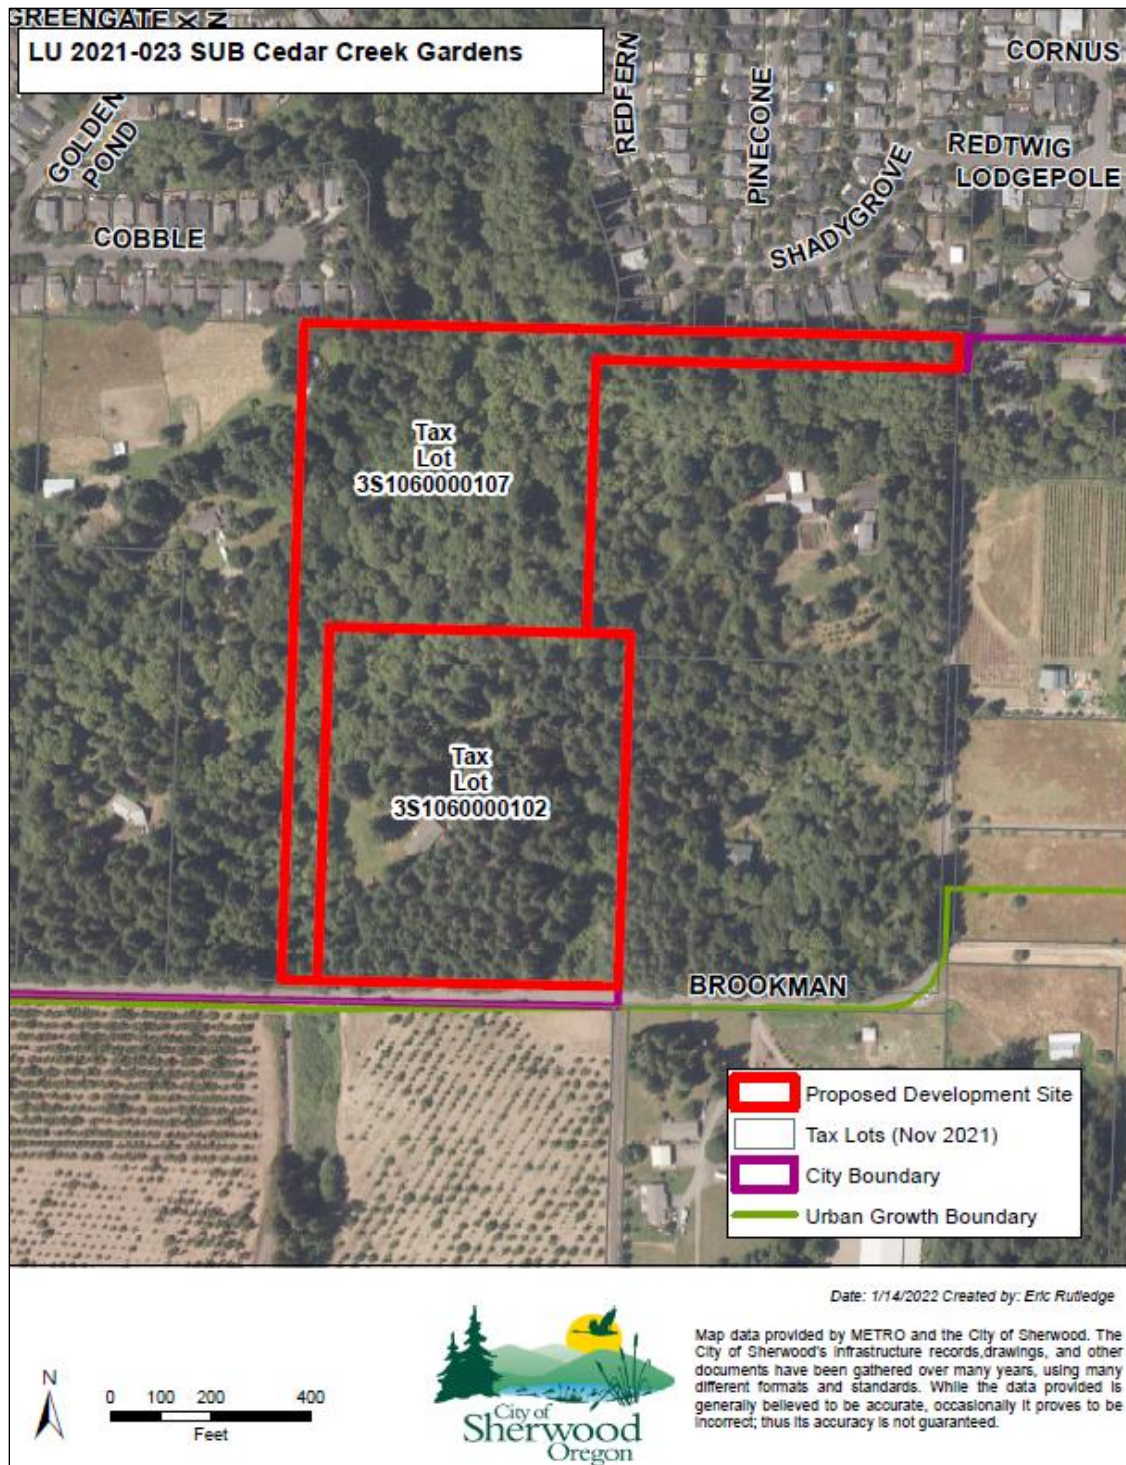 GREENGATE
X
N
LU 2021-023 SUB Cedar Creek Gardens
REDFERN
CORNUS
PINECONE
GOLDEN
POND
REDTWIG
LODGEPOLE
SHADYGROVE
COBBLE
Tax
Lot
3S1060000107
Tax
Lot
3S1060000102
BROOKMAN
Proposed Development Site
Tax Lots (Nov 2021)
City Boundary
Urban Growth Boundary
Date: 1/14/2022 Created by: Eric Rutledge
Map data provided by METRO and the City of Sherwood. The
City of Sherwood's infrastructure records,drawings, and other
documents have been gathered over many years, using many
different formats and standards. While the data provided is
generally believed to be accurate, occasionally it proves to be
incorrect; thus its accuracy is not guaranteed.
N
0 100 200 400
Feet
City of
Sherwood
Oregon